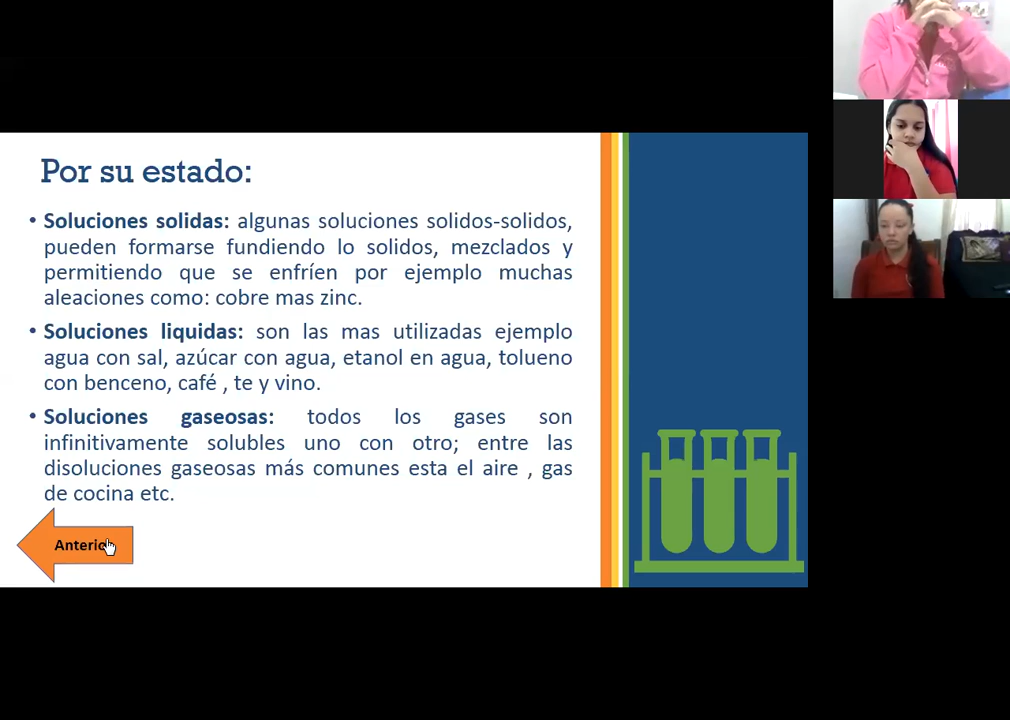 Por su estado:
• Soluciones solidas: algunas soluciones solidos-solidos,
pueden formarse fundiendo lo solidos, mezclados y
permitiendo que se enfríen por ejemplo muchas
aleaciones como: cobre mas zinc.
• Soluciones liquidas: son las mas utilizadas ejemplo
agua con sal, azúcar con agua, etanol en agua, tolueno
con benceno, café , te y vino.
• Soluciones gaseosas: todos los gases son
infinitivamente solubles uno con otro; entre las
disoluciones gaseosas más comunes esta el aire , gas
de cocina etc.
Anterior